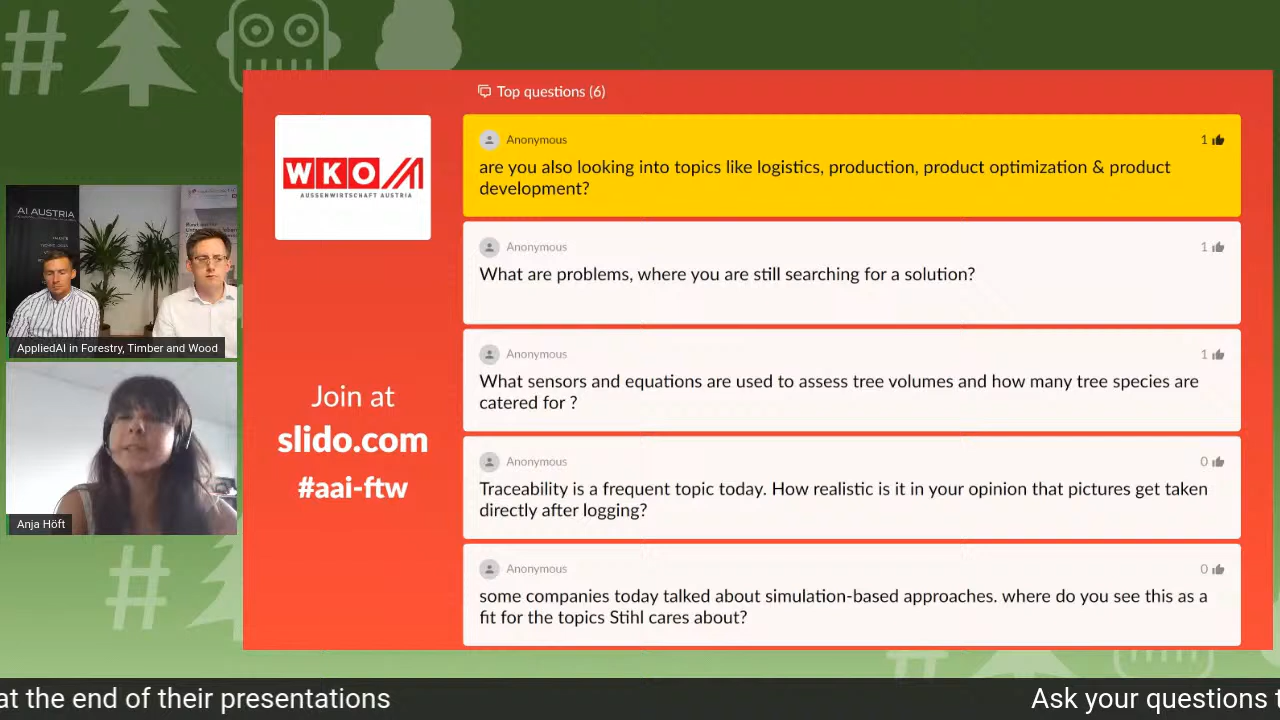 Top questions (6)
WKO
AUSSENWIRTSCHAFT AUSTRIA
Anonymous
1
are you also looking into topics like logistics, production, product optimization & product
development?
Anonymous
1
What are problems, where you are still searching for a solution?
Anonymous
1
What sensors and equations are used to assess tree volumes and how many tree species are
catered for ?
Anonymous
0
Traceability is a frequent topic today. How realistic is it in your opinion that pictures get taken
directly after logging?
Anonymous
0
some companies today talked about simulation-based approaches. where do you see this as a
fit for the topics Stihl cares about?
Join at
slido.com
#aai-ftw
AI AUSTRIA
AppliedAI in Forestry, Timber and Wood
Anja Höft
at the end of their presentations
Ask your questions